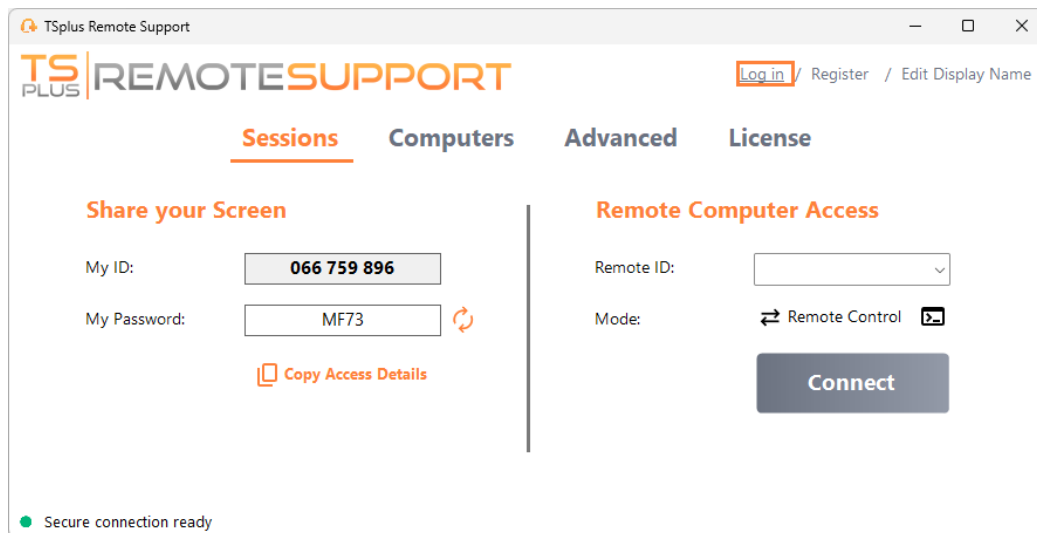 TSplus Remote Support
TS PLUS REMOTESUPPORT
Log in / Register / Edit Display Name
Sessions Computers Advanced License
Share your Screen
My ID: 066 759 896
My Password: MF73
Copy Access Details
Remote Computer Access
Remote ID:
Mode: Remote Control
Connect
Secure connection ready